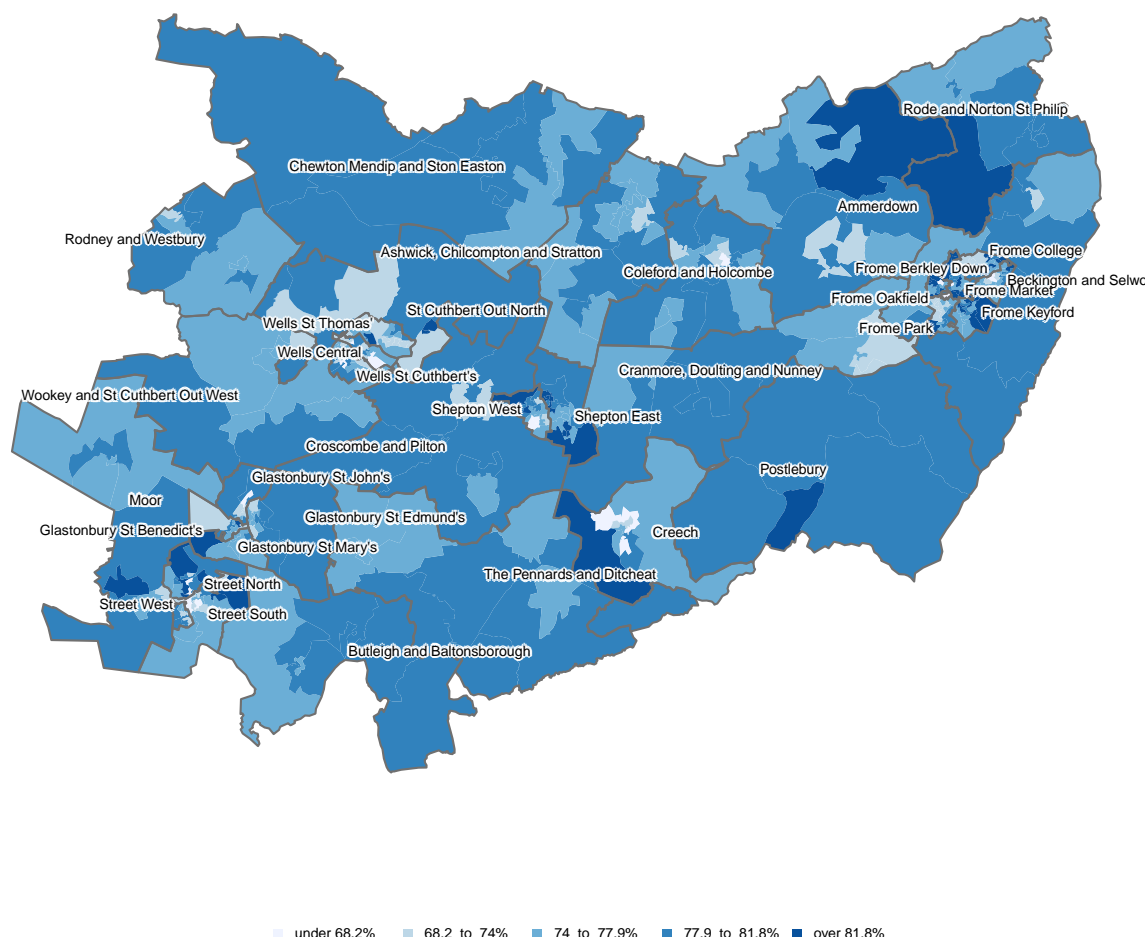 Rode and Norton St Philip
Chewton Mendip and Ston Easton
Ammerdown
Rodney and Westbury
Ashwick, Chilcompton and Stratton
Frome College
Coleford and Holcombe
Frome Berkley Down
Beckington and Selwo
Frome Market
Frome Oakfield
St Cuthbert Out North
Frome Keyford
Wells St Thomas'
Frome Park
Wells Central
Cranmore, Doulting and Nunney
Wells St Cuthbert's
Wookey and St Cuthbert Out West
Shepton West
Shepton East
Croscombe and Pilton
Postlebury
Glastonbury St John's
Moor
Glastonbury St Edmund's
Glastonbury St Benedict's
Creech
Glastonbury St Mary's
The Pennards and Ditcheat
Street North
Street West
Street South
Butleigh and Baltonsborough
under 68.2% 68.2 to 74% 74 to 77.9% 77.9 to 81.8% over 81.8%